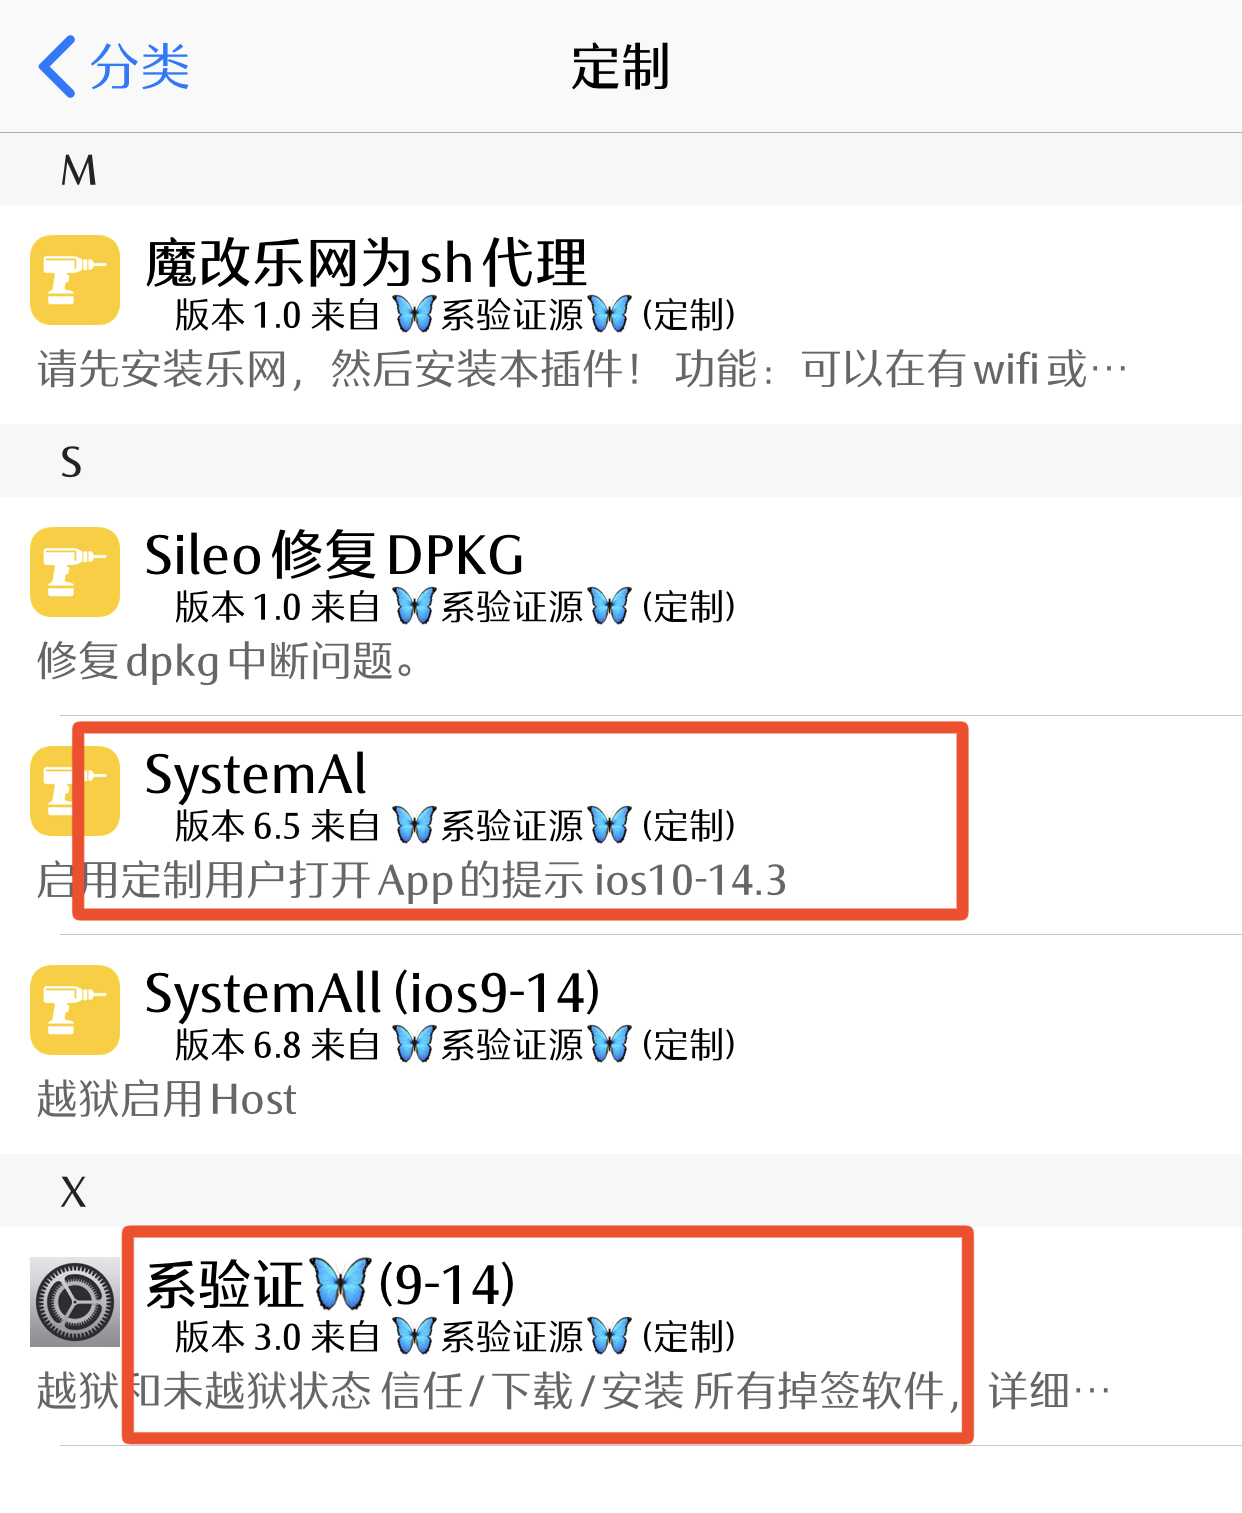 分类
定制
M
魔改乐网为sh代理
版本 1.0 来自 🦋系验证源🦋 (定制)
请先安装乐网，然后安装本插件！ 功能：可以在有wifi或…
S
Sileo修复DPKG
版本 1.0 来自 🦋系验证源🦋 (定制)
修复dpkg中断问题。
SystemAl
版本 6.5 来自 🦋系验证源🦋 (定制)
启用定制用户打开App的提示 ios10-14.3
SystemAll (ios9-14)
版本 6.8 来自 🦋系验证源🦋 (定制)
越狱启用Host
X
系验证🦋(9-14)
版本 3.0 来自 🦋系验证源🦋 (定制)
越狱和未越狱状态 信任/下载/安装 所有掉签软件，详细…